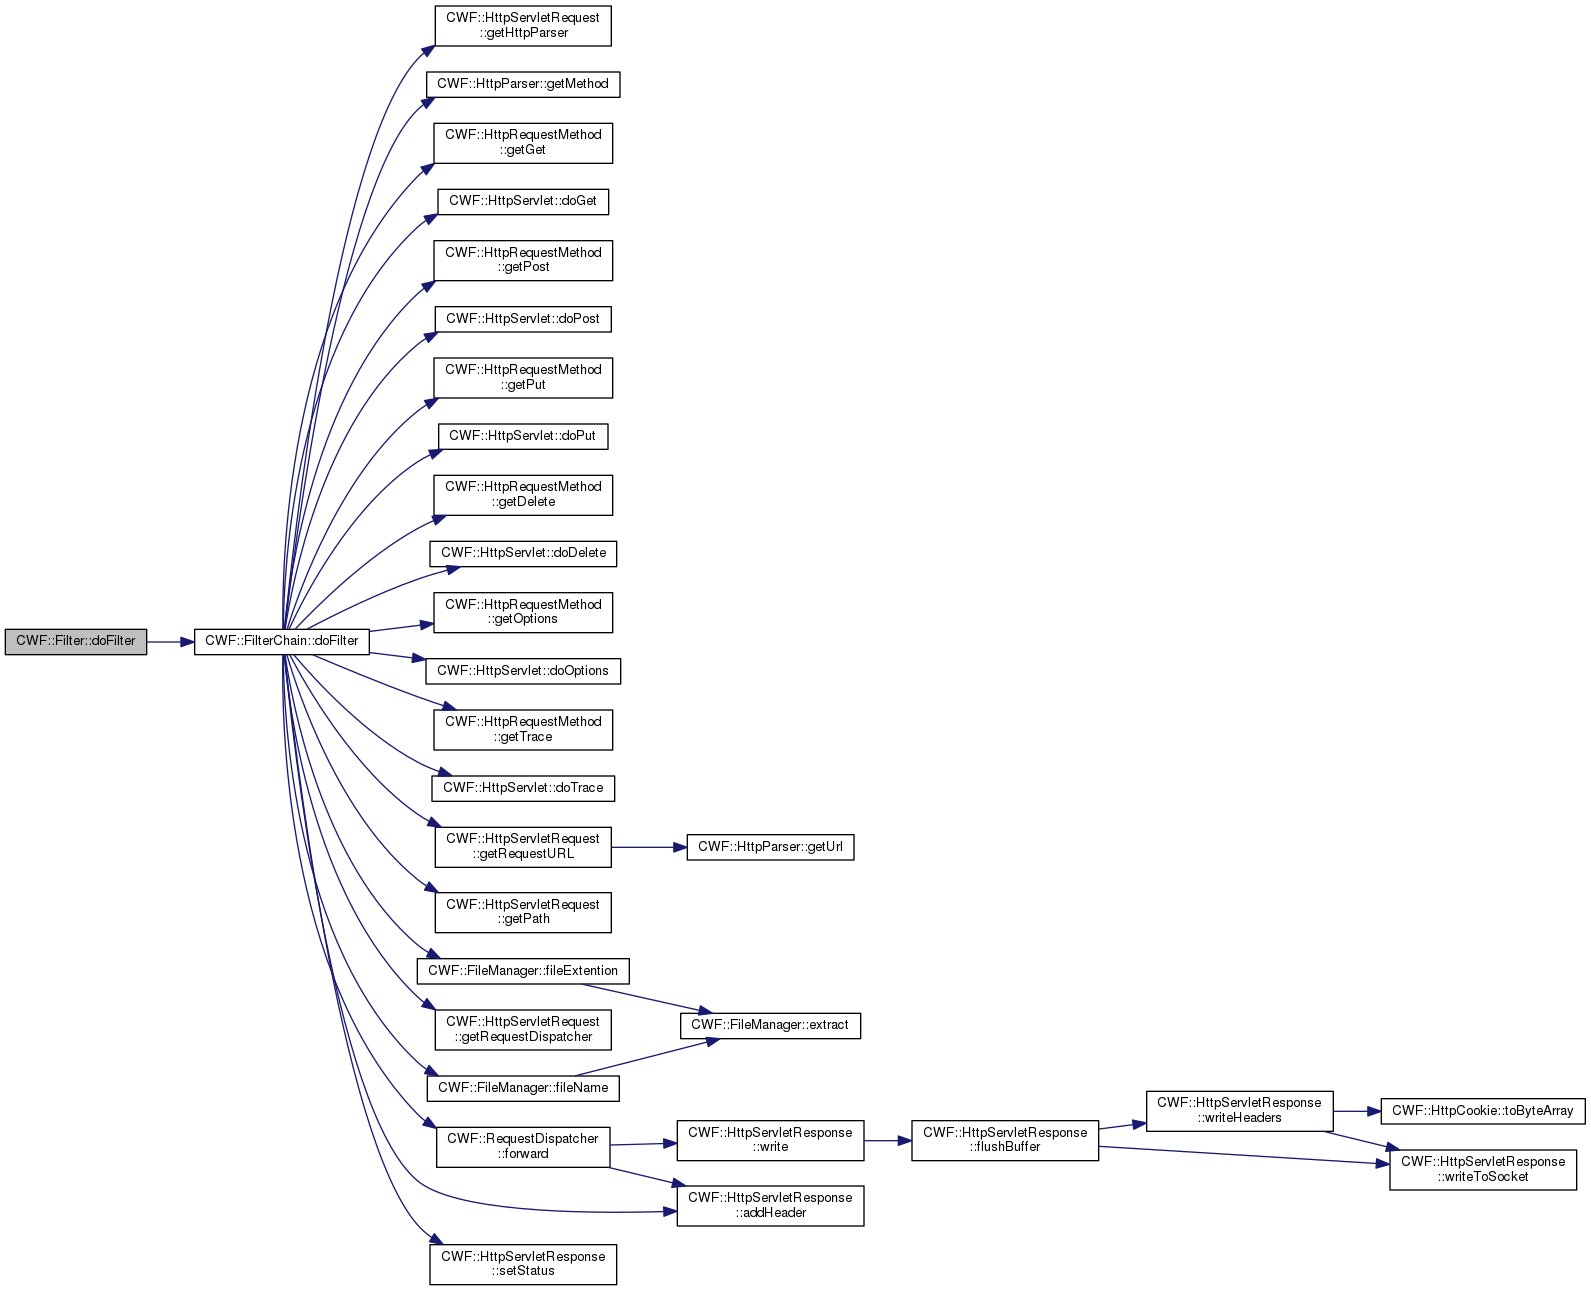 CWF::Filter::doFilter
CWF::FilterChain::doFilter
CWF::HttpServletRequest
::getHttpParser
CWF::HttpParser::getMethod
CWF::HttpRequestMethod
::getGet
CWF::HttpServlet::doGet
CWF::HttpRequestMethod
::getPost
CWF::HttpServlet::doPost
CWF::HttpRequestMethod
::getPut
CWF::HttpServlet::doPut
CWF::HttpRequestMethod
::getDelete
CWF::HttpServlet::doDelete
CWF::HttpRequestMethod
::getOptions
CWF::HttpServlet::doOptions
CWF::HttpRequestMethod
::getTrace
CWF::HttpServlet::doTrace
CWF::HttpServletRequest
::getRequestURL
CWF::HttpServletRequest
::getPath
CWF::FileManager::fileExtention
CWF::HttpServletRequest
::getRequestDispatcher
CWF::FileManager::fileName
CWF::RequestDispatcher
::forward
CWF::HttpServletResponse
::setStatus
CWF::HttpParser::getUrl
CWF::FileManager::extract
CWF::HttpServletResponse
::write
CWF::HttpServletResponse
::addHeader
CWF::HttpServletResponse
::flushBuffer
CWF::HttpServletResponse
::writeHeaders
CWF::HttpCookie::toByteArray
CWF::HttpServletResponse
::writeToSocket